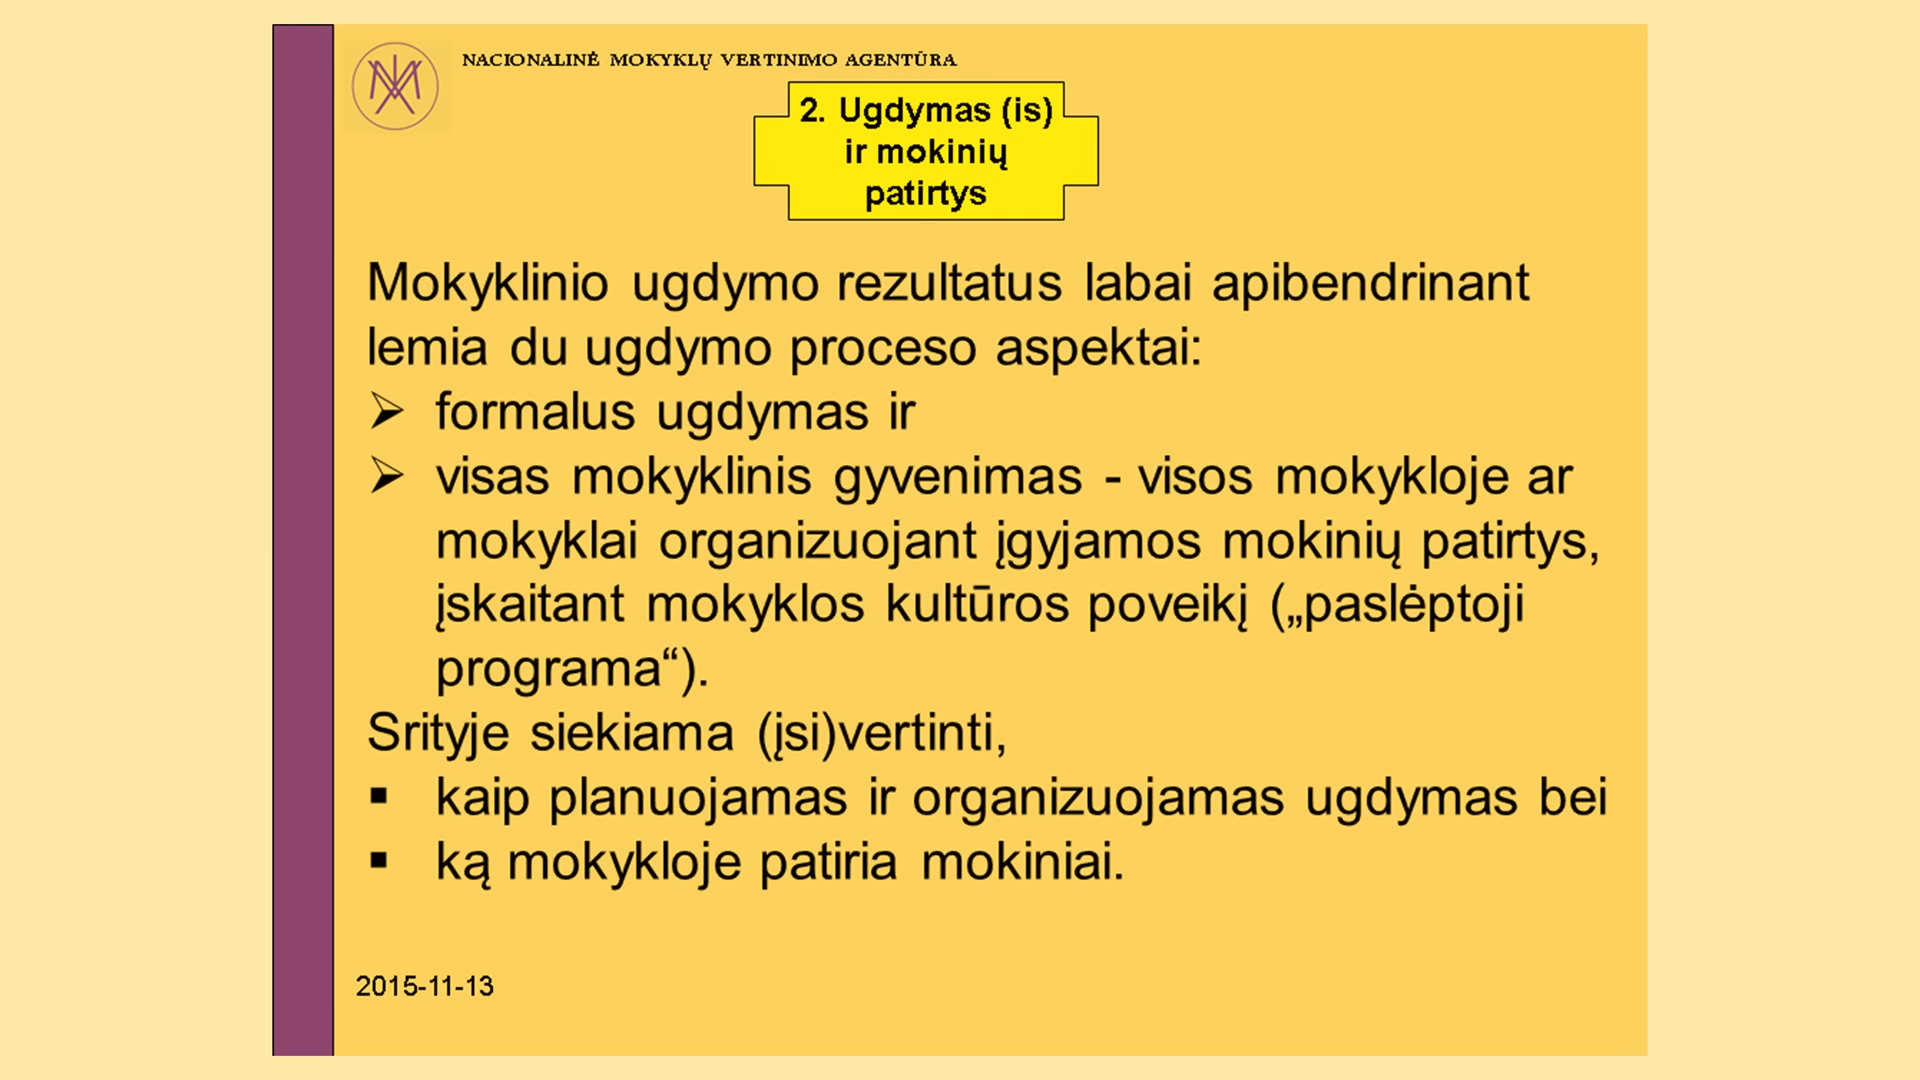 NACIONALINĖ MOKYKLŲ VERTINIMO AGENTŪRA
2. Ugdymas (is)
ir mokinių
patirtys
Mokyklinio ugdymo rezultatus labai apibendrinant
lemia du ugdymo proceso aspektai:
➢ formalus ugdymas ir
➢ visas mokyklinis gyvenimas - visos mokykloje ar
mokyklai organizuojant įgyjamos mokinių patirtys,
įskaitant mokyklos kultūros poveikį („paslėptoji
programa“).
Srityje siekiama (įsi)vertinti,
▪ kaip planuojamas ir organizuojamas ugdymas bei
▪ ką mokykloje patiria mokiniai.
2015-11-13